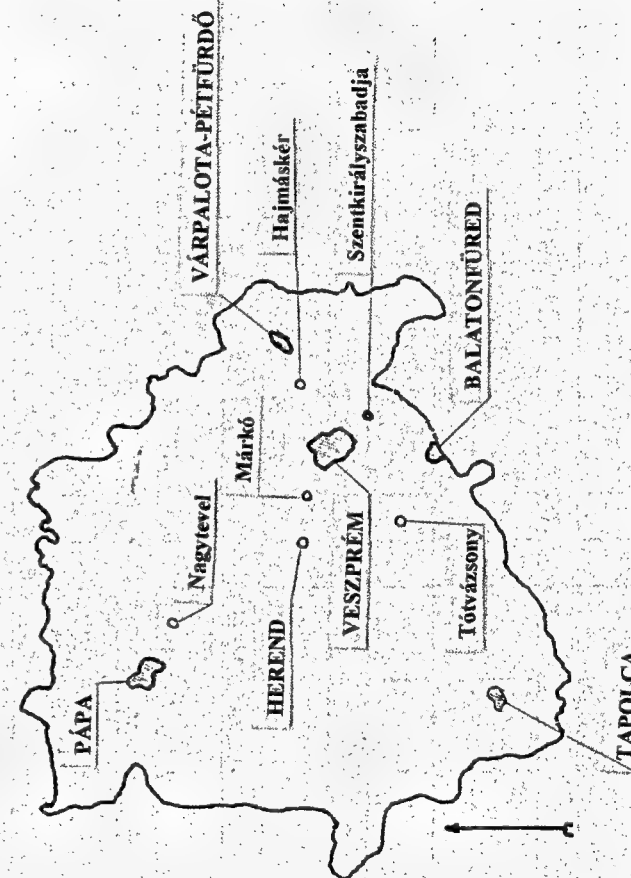 VÁRPALOTA-PÉTFÜRDŐ
Hajmáskér
Szentkirályszabadja
BALATONFÜRED
Márkó
Nagytevel
PÁPA
HEREND
VESZPRÉM
Tótvázsony
TAPOLCA